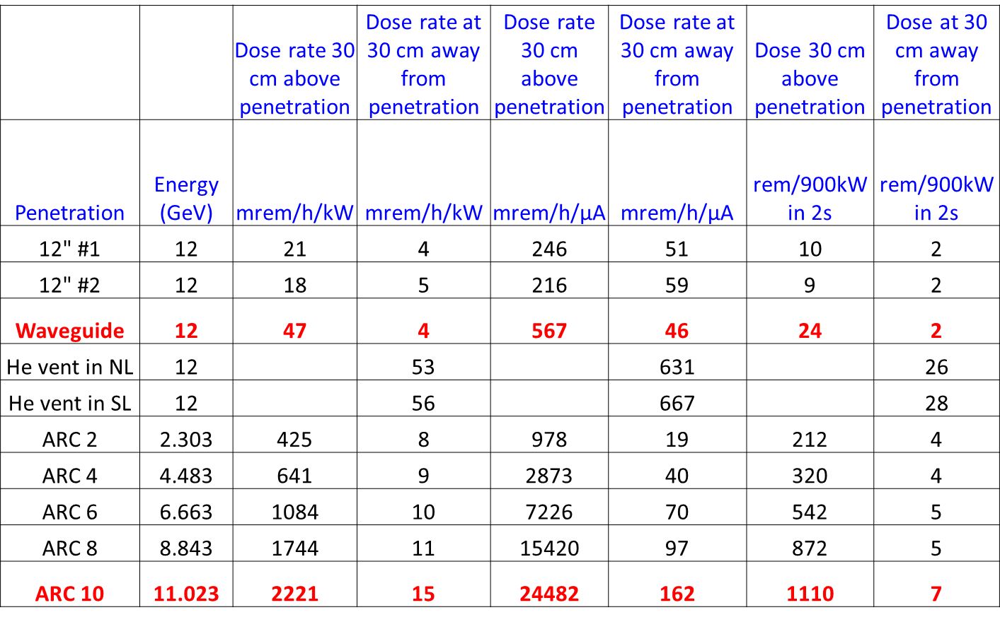 Dose rate 30 cm above penetration | Dose rate at 30 cm away from penetration | Dose rate 30 cm above penetration | Dose rate at 30 cm away from penetration | Dose 30 cm above penetration | Dose at 30 cm away from penetration
Penetration | Energy (GeV) | mrem/h/kW | mrem/h/kW | mrem/h/μA | mrem/h/μA | rem/900kW in 2s | rem/900kW in 2s
12" #1 | 12 | 21 | 4 | 246 | 51 | 10 | 2
12" #2 | 12 | 18 | 5 | 216 | 59 | 9 | 2
Waveguide | 12 | 47 | 4 | 567 | 46 | 24 | 2
He vent in NL | 12 | | 53 | | 631 | | 26
He vent in SL | 12 | | 56 | | 667 | | 28
ARC 2 | 2.303 | 425 | 8 | 978 | 19 | 212 | 4
ARC 4 | 4.483 | 641 | 9 | 2873 | 40 | 320 | 4
ARC 6 | 6.663 | 1084 | 10 | 7226 | 70 | 542 | 5
ARC 8 | 8.843 | 1744 | 11 | 15420 | 97 | 872 | 5
ARC 10 | 11.023 | 2221 | 15 | 24482 | 162 | 1110 | 7